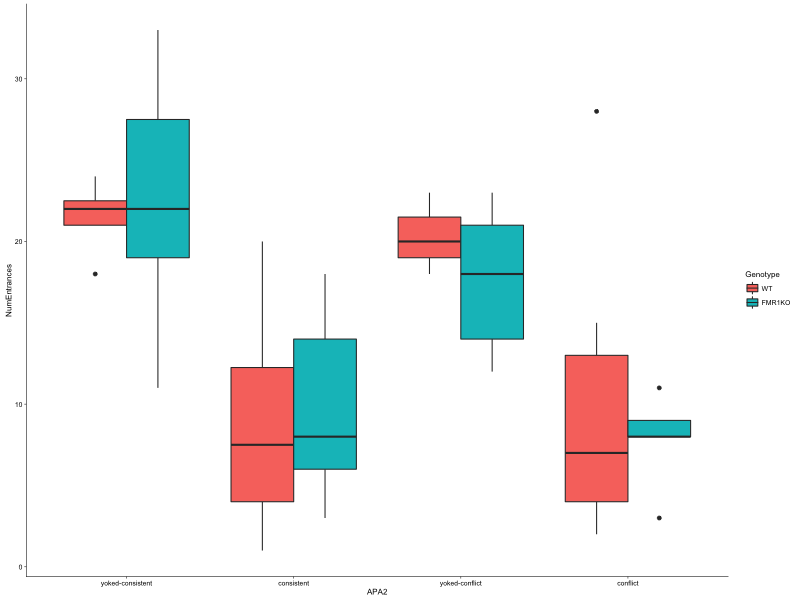 NumEntrances
30
20
10
0
yoked-consistent
consistent
yoked-conflict
conflict
APA2
Genotype
WT
FMR1KO